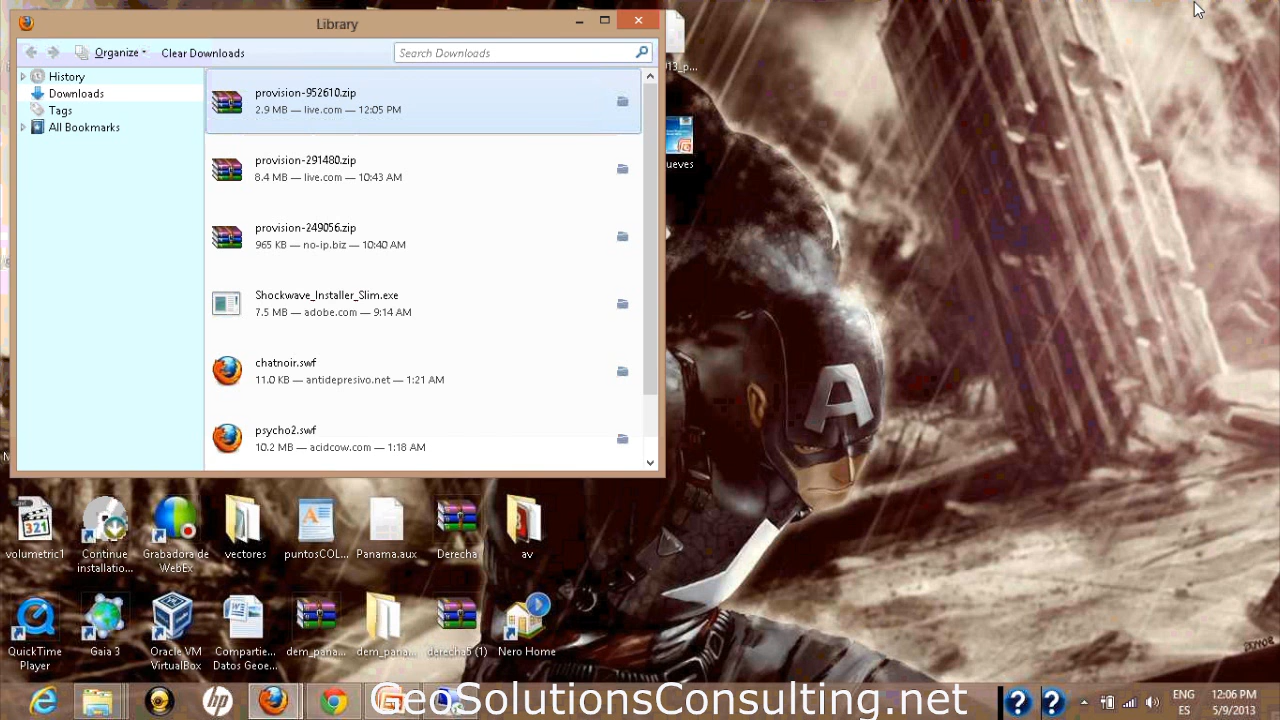 Library
Organize
Clear Downloads
Search Downloads
History
Downloads
Tags
All Bookmarks
provision-952610.zip
2.9 MB — live.com — 12:05 PM
provision-291480.zip
8.4 MB — live.com — 10:43 AM
provision-249056.zip
965 KB — no-ip.biz — 10:40 AM
Shockwave_Installer_Slim.exe
7.5 MB — adobe.com — 9:14 AM
chatnoir.swf
11.0 KB — antidepresivo.net — 1:21 AM
psycho2.swf
10.2 MB — acidcow.com — 1:18 AM
013_p...
ueves
A
321
volumetric1
Continue installatio...
Grabadora de WebEx
vectores
puntosCOL...
Panama.aux
Derecha
av
QuickTime Player
Gaia 3
Oracle VM VirtualBox
Compartie... Datos Geoe...
dem_pana...
dem_pana...
derecha5 (1)
Nero Home
GeoSolutionsConsulting.net
ENG
ES
12:06 PM
5/9/2013